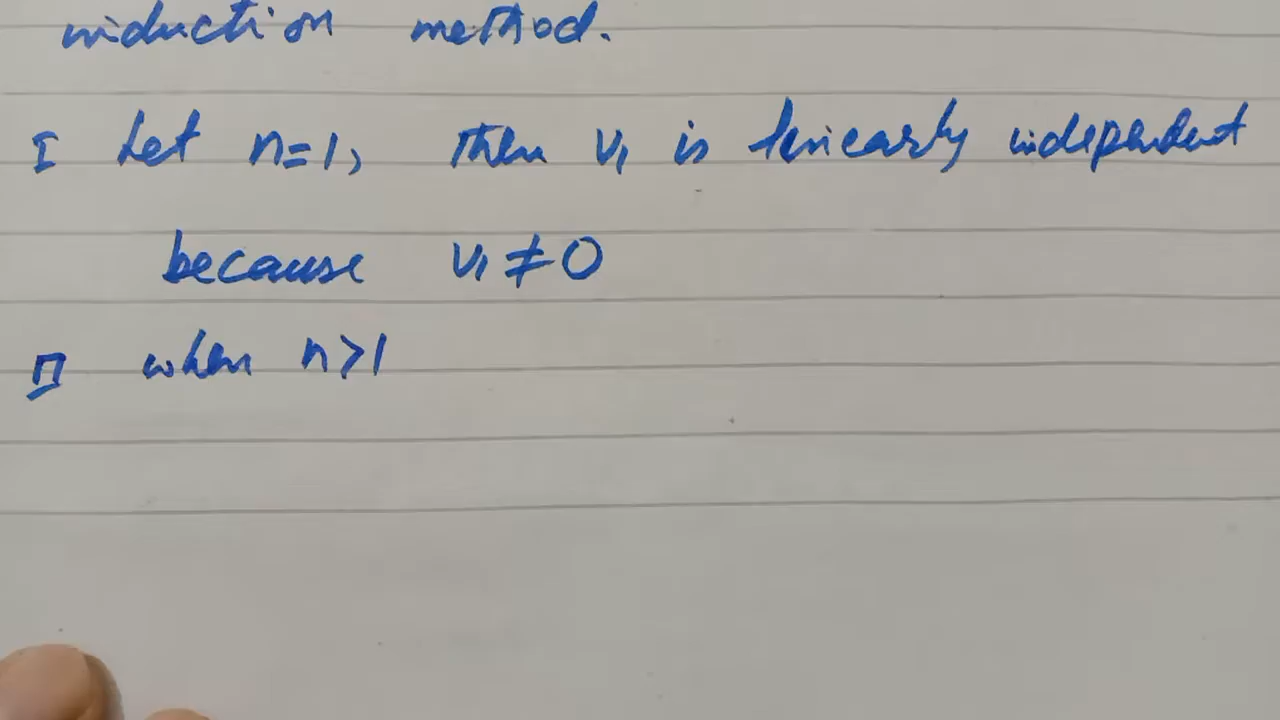 induction method.
I Let n=1, then v₁ is linearly independent
because v₁ ≠ 0
II when n>1